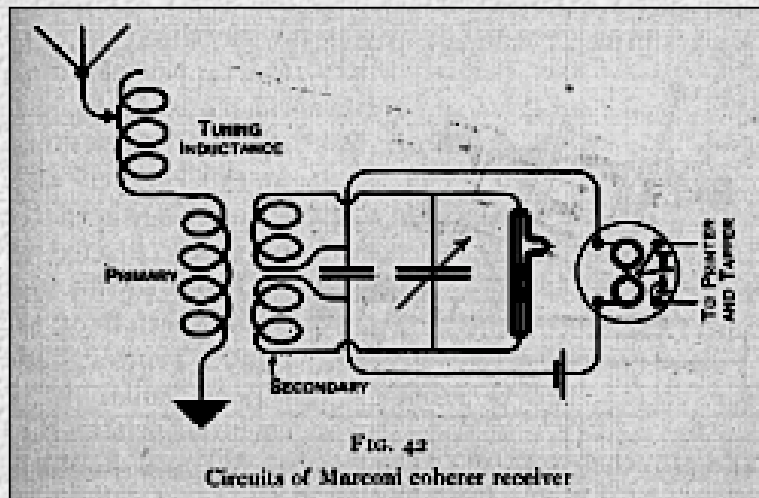 TUNING
INDUCTANCE
PRIMARY
SECONDARY
TO PRINTER
AND TAPPER
FIG. 42
Circuits of Marconi coherer receiver